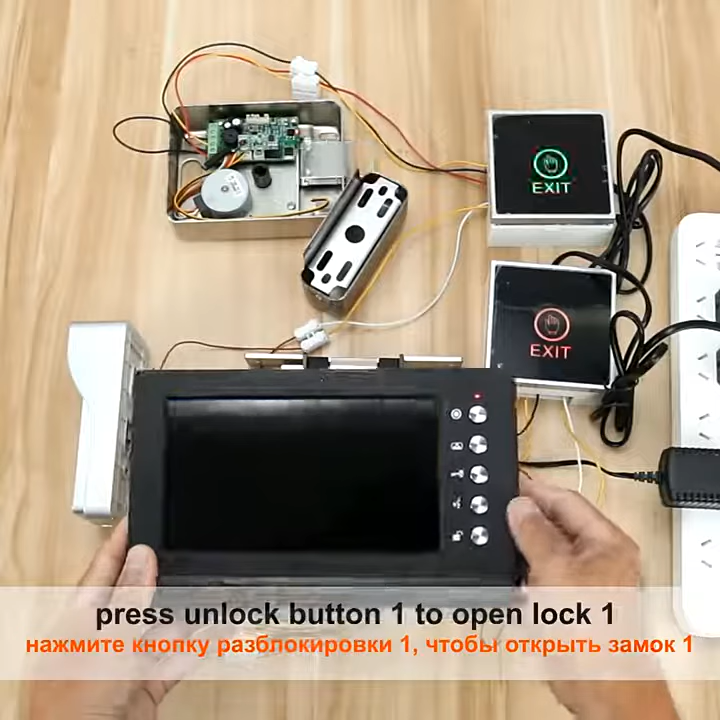 EXIT
EXIT
press unlock button 1 to open lock 1
нажмите кнопку разблокировки 1, чтобы открыть замок 1